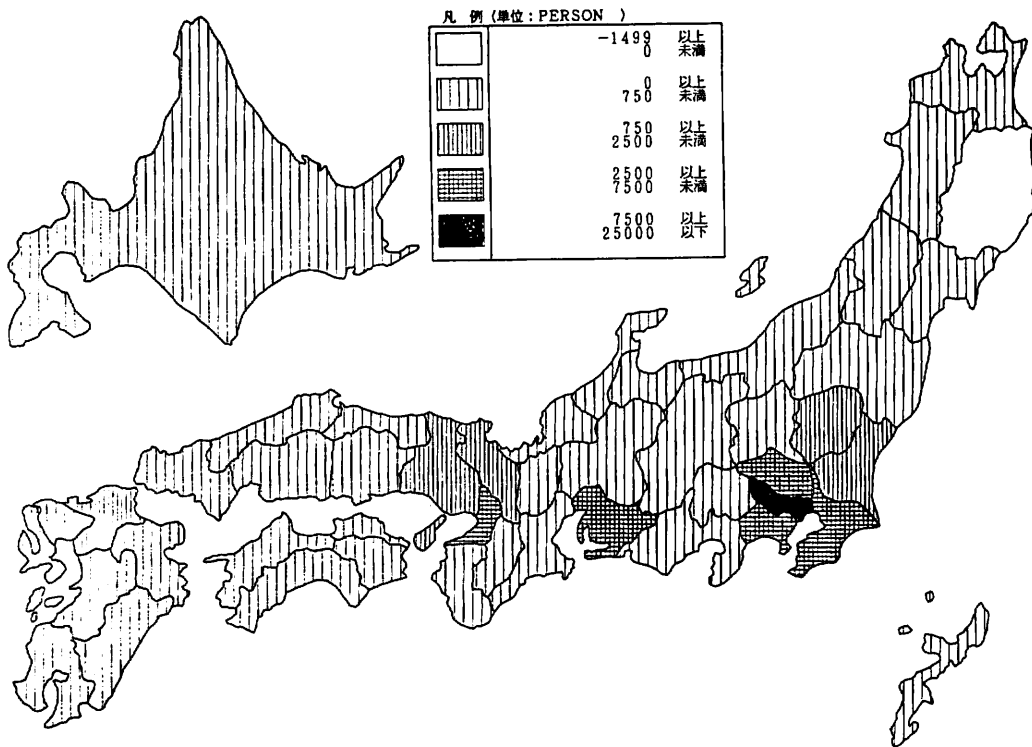 凡 例 (単位:PERSON )
-1499 以上
0 未満
0 以上
750 未満
750 以上
2500 未満
2500 以上
7500 未満
7500 以上
25000 以下